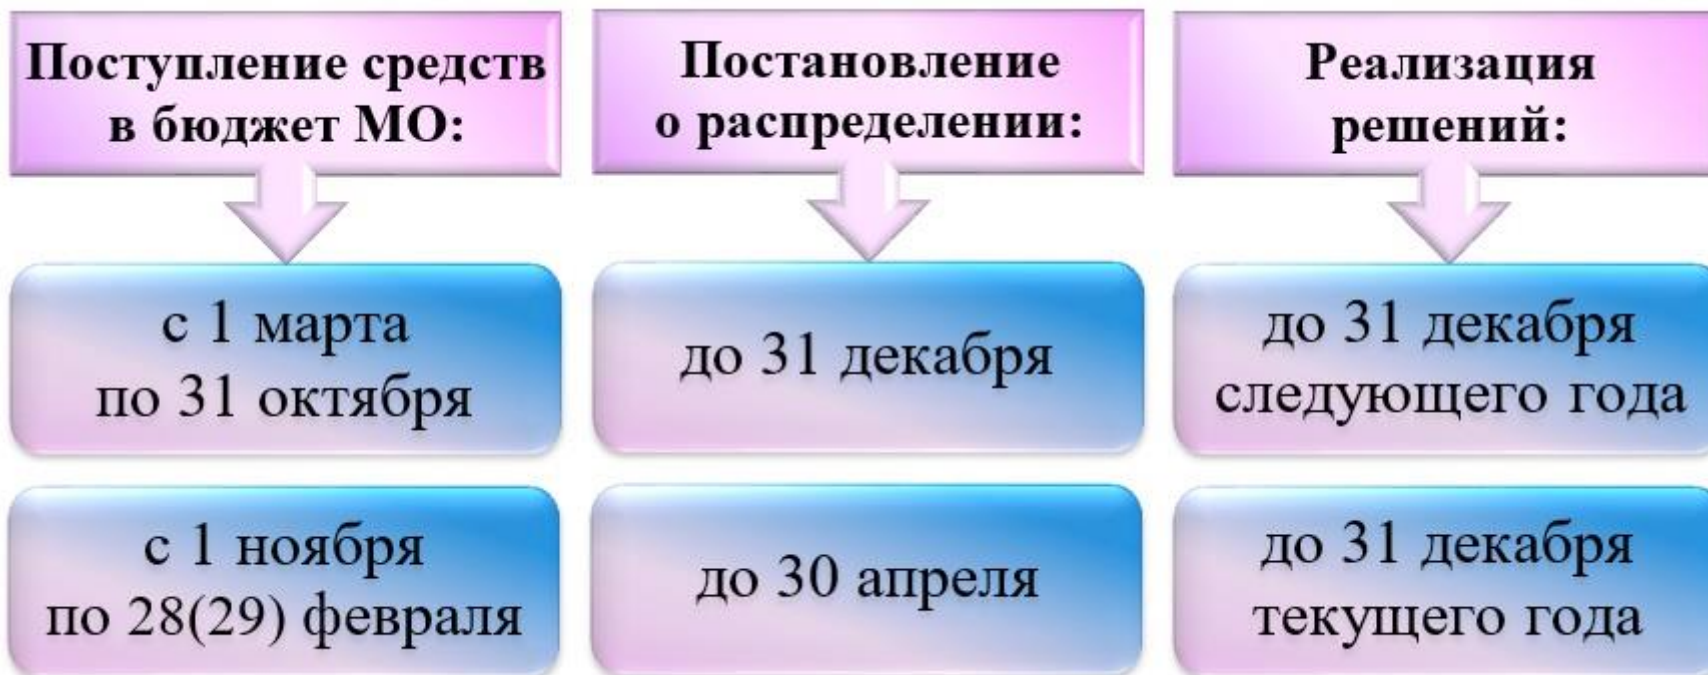 Поступление средств
в бюджет МО:
Постановление
о распределении:
Реализация
решений:
с 1 марта
по 31 октября
до 31 декабря
до 31 декабря
следующего года
с 1 ноября
по 28(29) февраля
до 30 апреля
до 31 декабря
текущего года